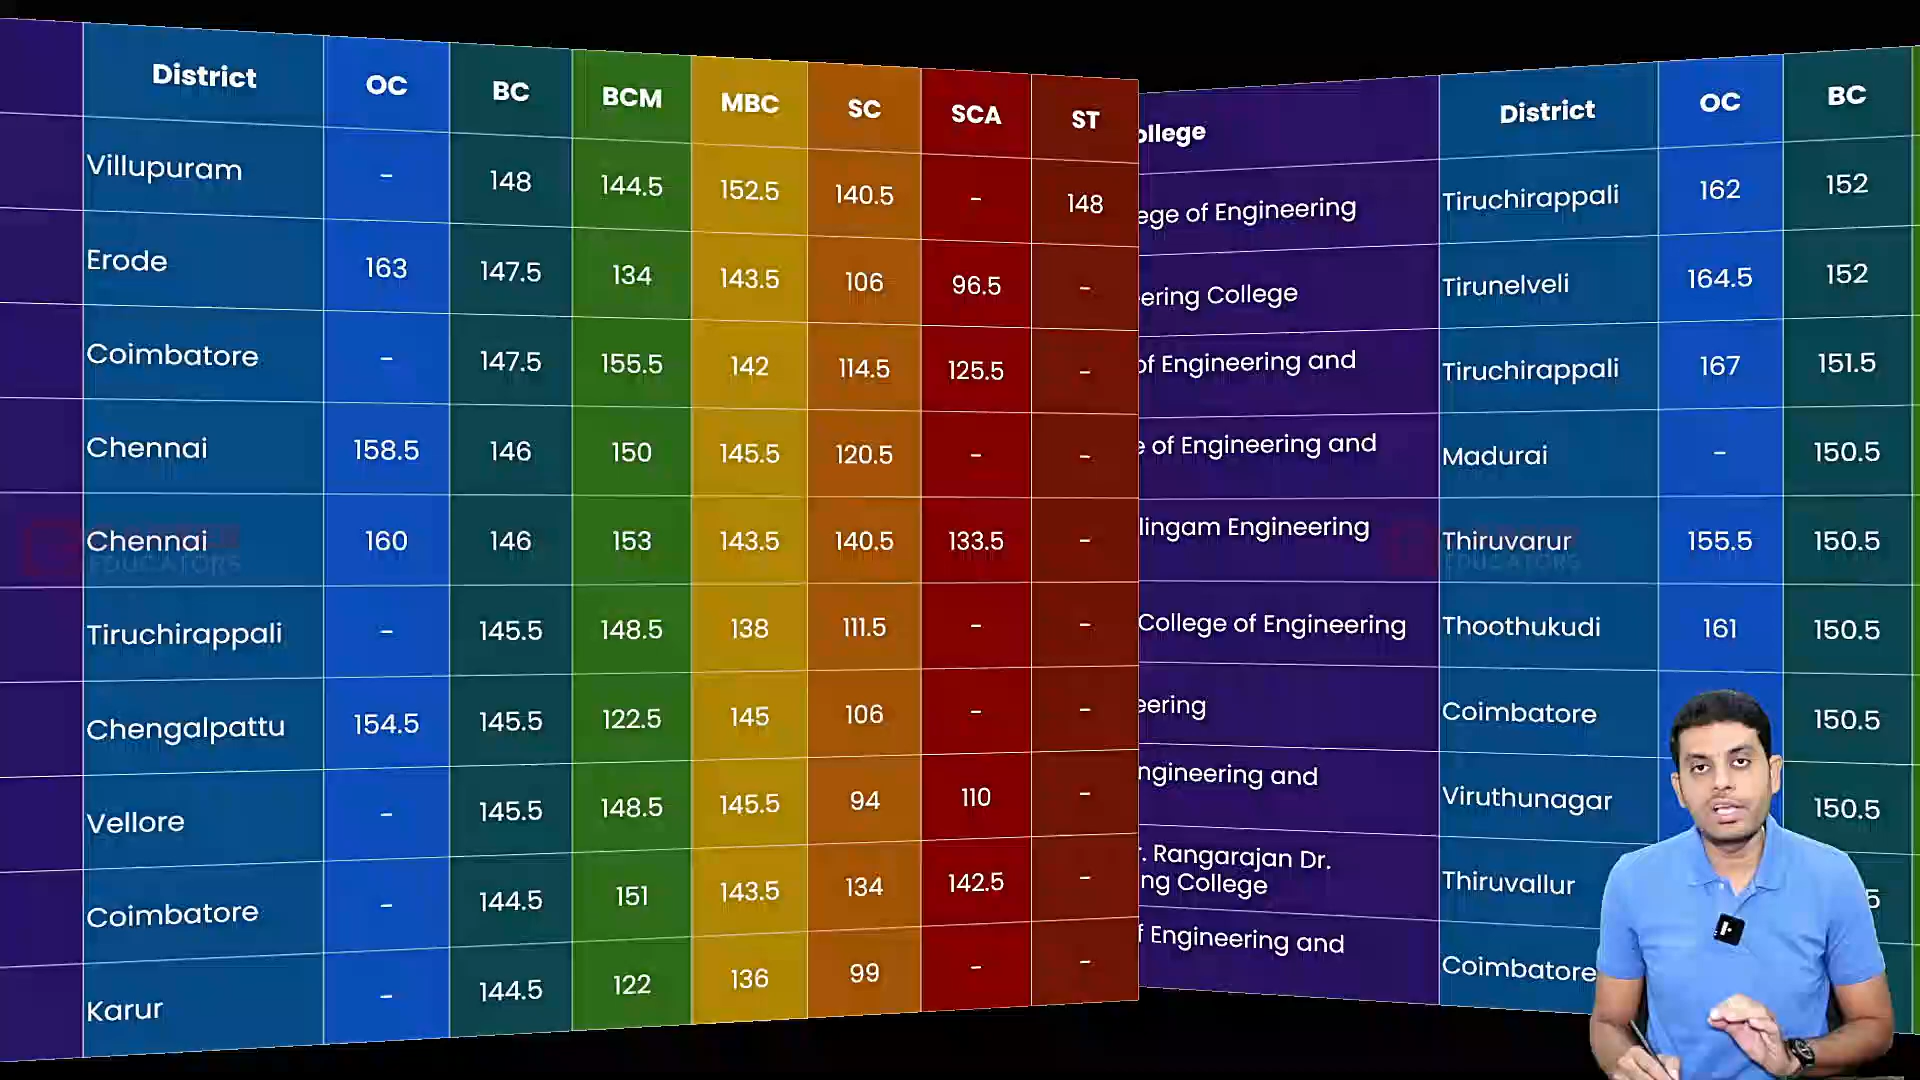 District OC BC BCM MBC SC SCA ST
Villupuram - 148 144.5 152.5 140.5 - 148
Erode 163 147.5 134 143.5 106 96.5 -
Coimbatore - 147.5 155.5 142 114.5 125.5 -
Chennai 158.5 146 150 145.5 120.5 - -
Chennai 160 146 153 143.5 140.5 133.5 -
EDUCATORS
Tiruchirappali - 145.5 148.5 138 111.5 - -
Chengalpattu 154.5 145.5 122.5 145 106 - -
Vellore - 145.5 148.5 145.5 94 110 -
Coimbatore - 144.5 151 143.5 134 142.5 -
Karur - 144.5 122 136 99 - -
ollege District OC BC
ege of Engineering Tiruchirappali 162 152
ering College Tirunelveli 164.5 152
of Engineering and Tiruchirappali 167 151.5
e of Engineering and Madurai - 150.5
lingam Engineering Thiruvarur 155.5 150.5
EDUCATORS
College of Engineering Thoothukudi 161 150.5
eering Coimbatore 150.5
ngineering and Viruthunagar 150.5
r. Rangarajan Dr.
ng College Thiruvallur 5
f Engineering and Coimbatore